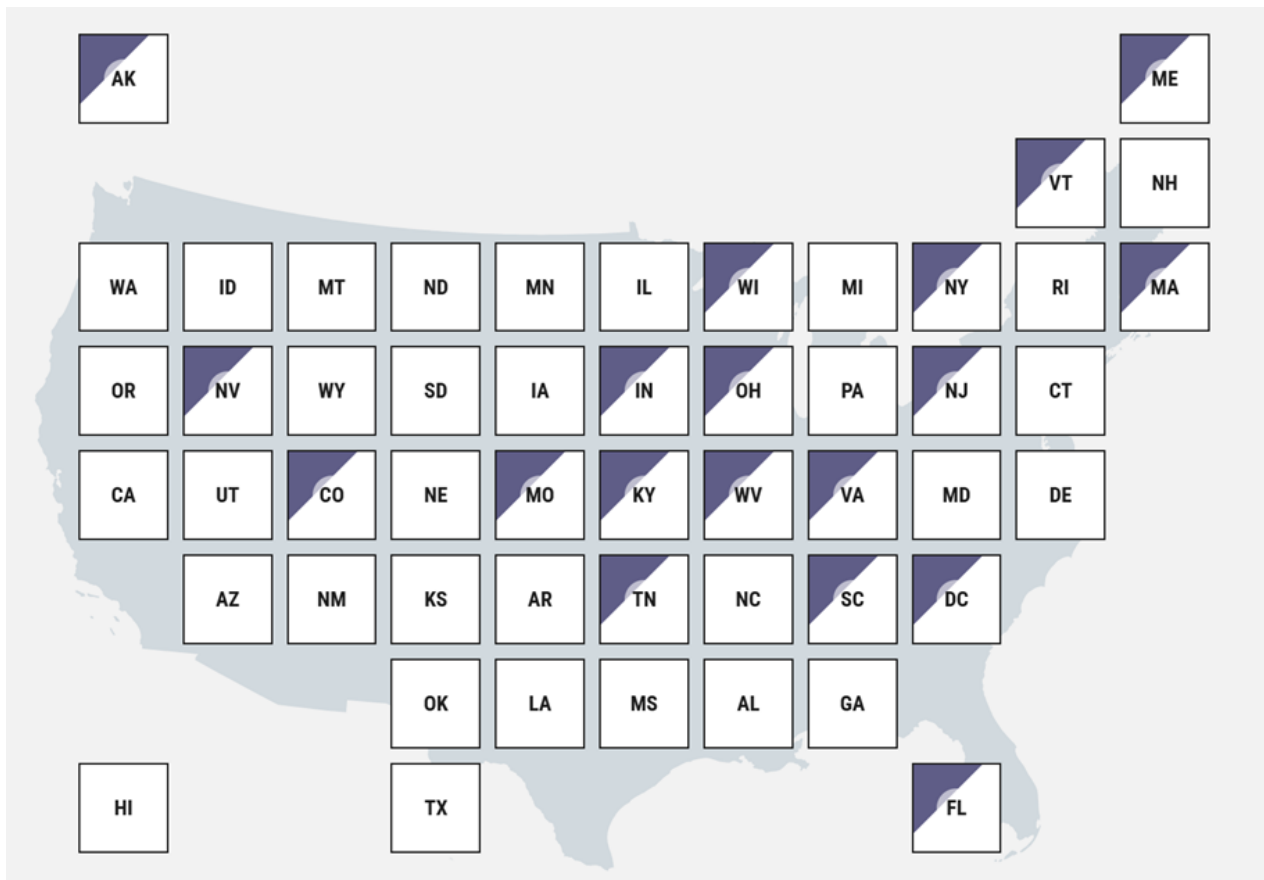 AK ME
VT NH
WA ID MT ND MN IL WI MI NY RI MA
OR NV WY SD IA IN OH PA NJ CT
CA UT CO NE MO KY WV VA MD DE
AZ NM KS AR TN NC SC DC
OK LA MS AL GA
HI TX FL